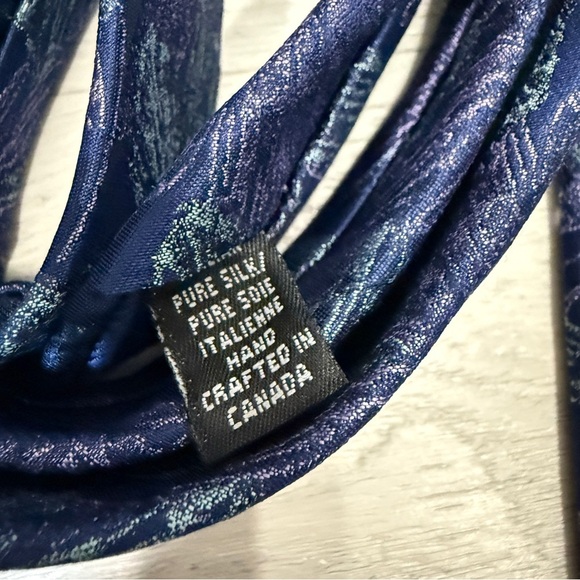 PURE SILK/
PURE SOIE
ITALIENNE
HAND
CRAFTED IN
CANADA